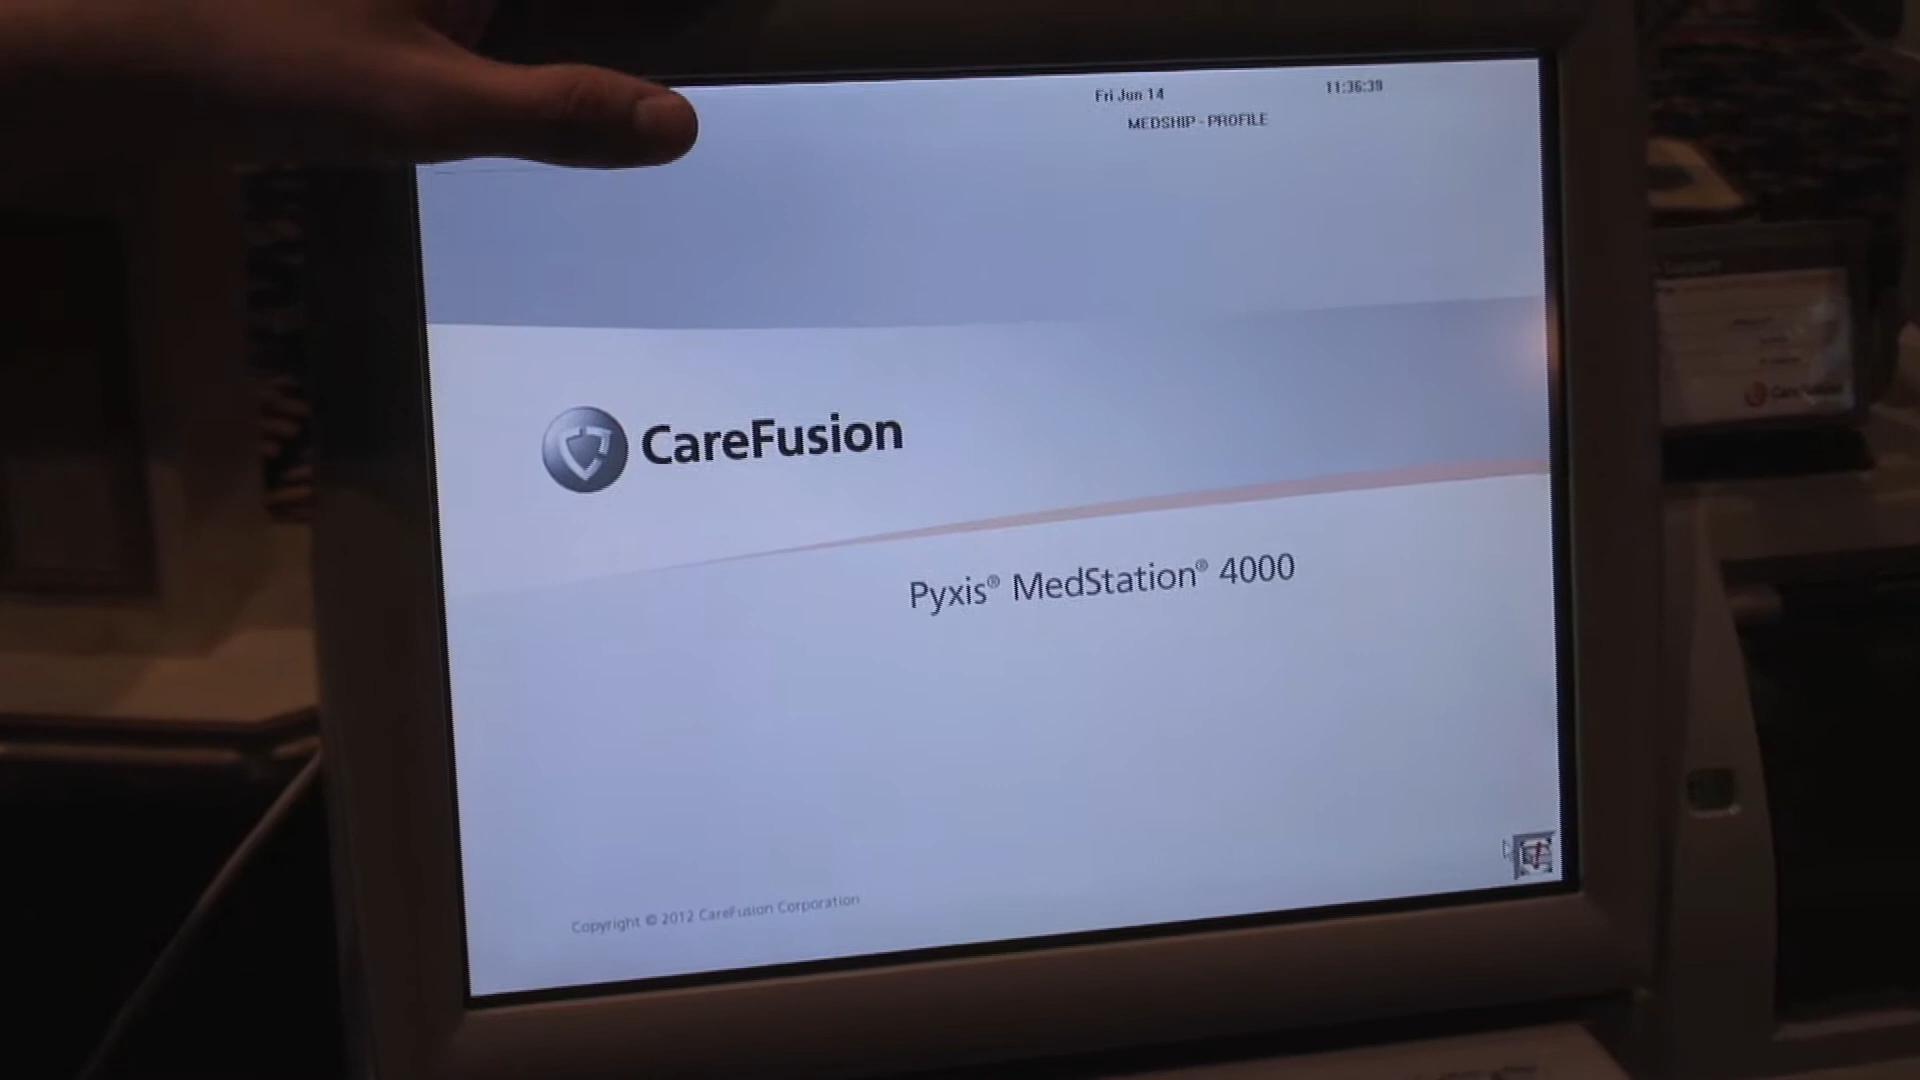 Fri Jun 14
11:36:39
MEDSHIP - PROFILE
CareFusion
Pyxis® MedStation® 4000
Copyright © 2012 CareFusion Corporation